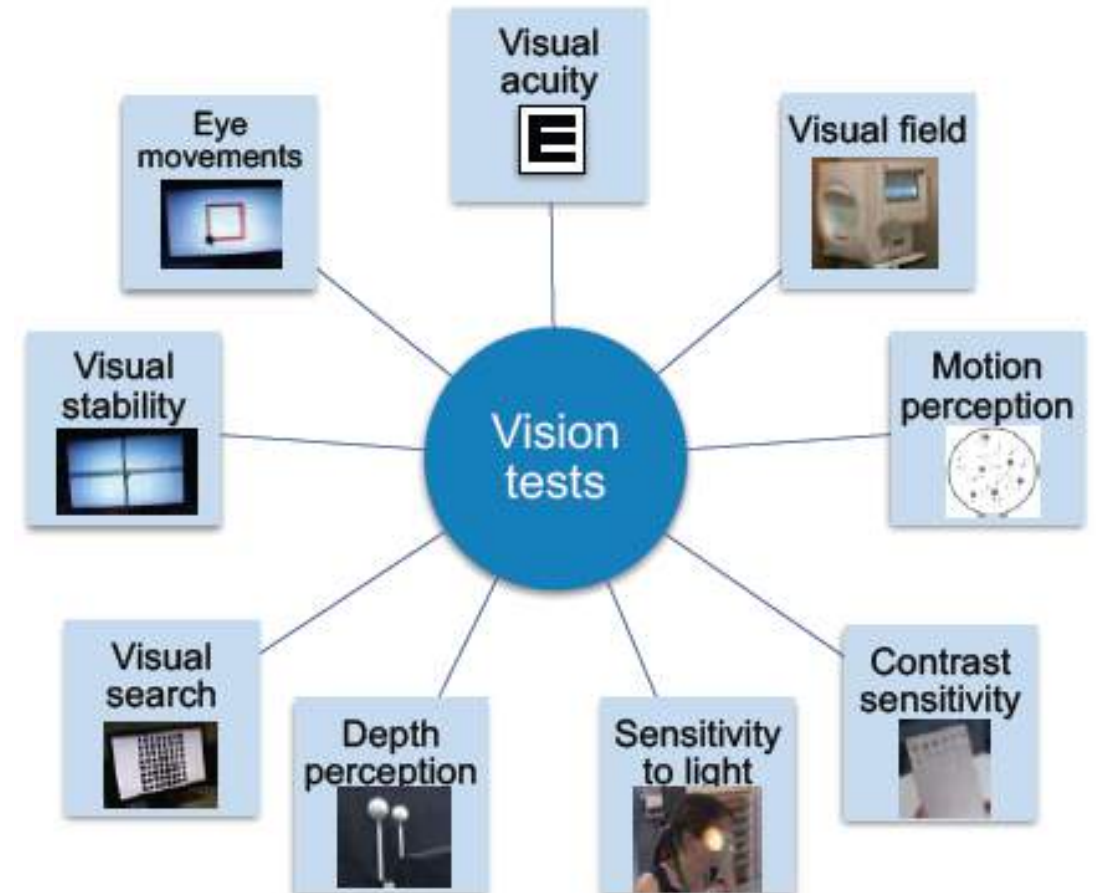 Visual
acuity
E
Visual field
Motion
perception
Contrast
sensitivity
Sensitivity
to light
Depth
perception
Visual
search
Visual
stability
Eye
movements
Vision
tests